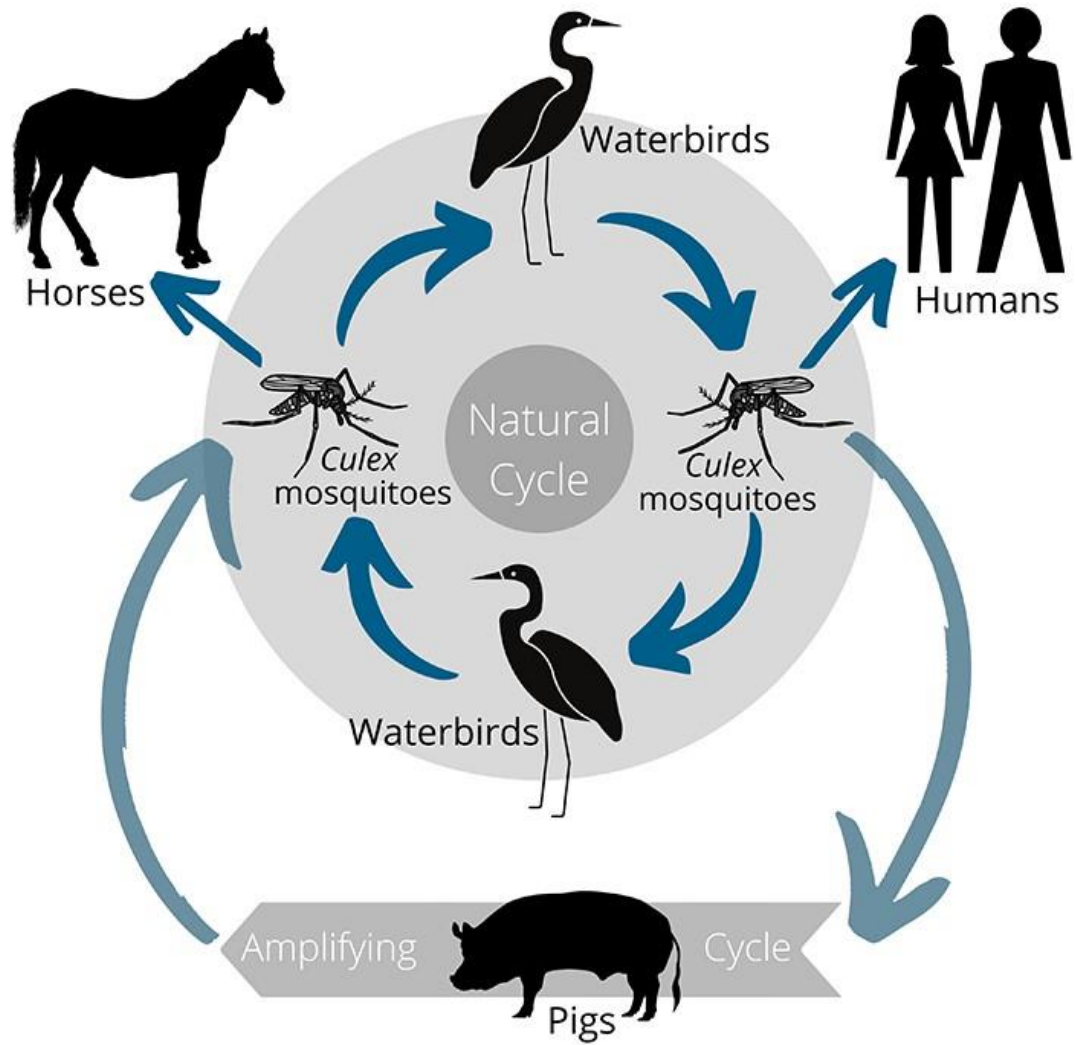 Waterbirds
Horses
Humans
Natural
Cycle
Culex
mosquitoes
Culex
mosquitoes
Waterbirds
Amplifying
Cycle
Pigs